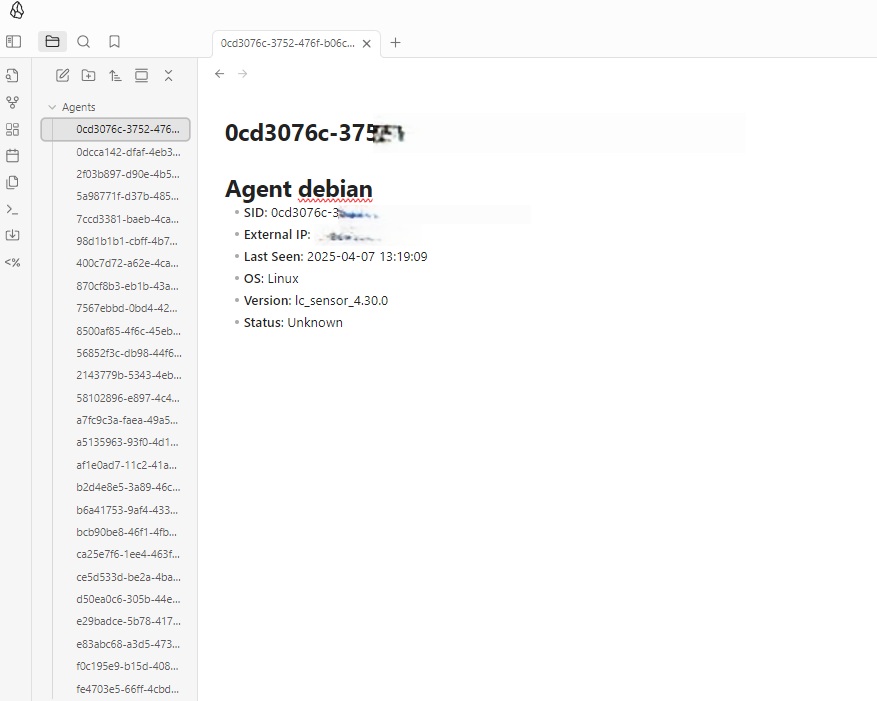 0cd3076c-3752-476f-b06c...
Agents
0cd3076c-3752-476...
0dcca142-dfaf-4eb3...
2f03b897-d90e-4b5...
5a98771f-d37b-485...
7ccd3381-baeb-4ca...
98d1b1b1-cbff-4b7...
400c7d72-a62e-4ca...
870cf8b3-eb1b-43a...
7567ebbd-0bd4-42...
8500af85-4f6c-45eb...
56852f3c-db98-44f6...
2143779b-5343-4eb...
58102896-e897-4c4...
a7fc9c3a-faea-49a5...
a5135963-93f0-4d1...
af1e0ad7-11c2-41a...
b2d4e8e5-3a89-46c...
b6a41753-9af4-433...
bcb90be8-46f1-4fb...
ca25e7f6-1ee4-463f...
ce5d533d-be2a-4ba...
d50ea0c6-305b-44e...
e29badce-5b78-417...
e83abc68-a3d5-473...
f0c195e9-b15d-408...
fe4703e5-66ff-4cbd...
<%
0cd3076c-375
Agent debian
• SID: 0cd3076c-3
• External IP:
• Last Seen: 2025-04-07 13:19:09
• OS: Linux
• Version: lc_sensor_4.30.0
• Status: Unknown